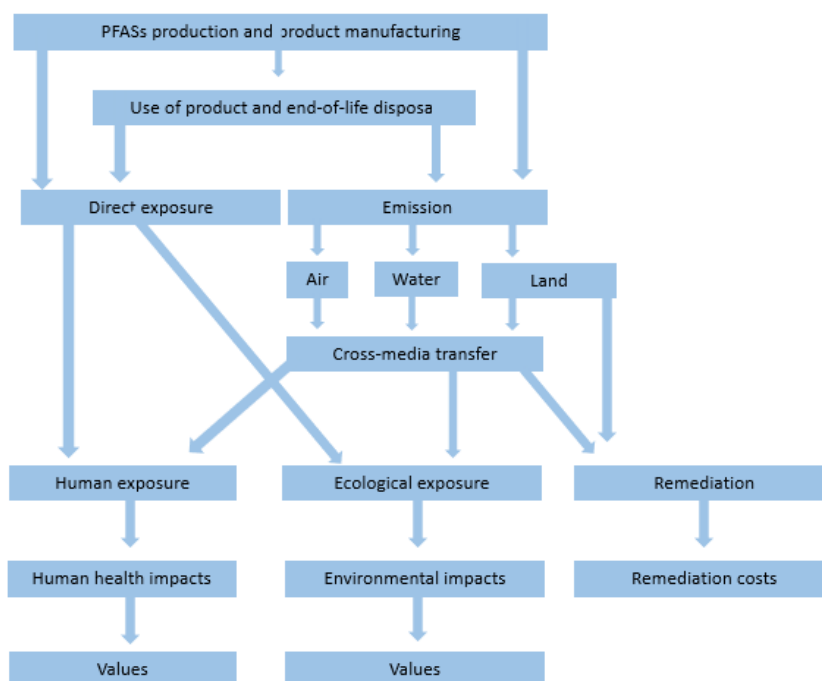 PFASs production and product manufacturing
Use of product and end-of-life disposa
Direct exposure
Emission
Air
Water
Land
Cross-media transfer
Human exposure
Ecological exposure
Remediation
Human health impacts
Environmental impacts
Remediation costs
Values
Values